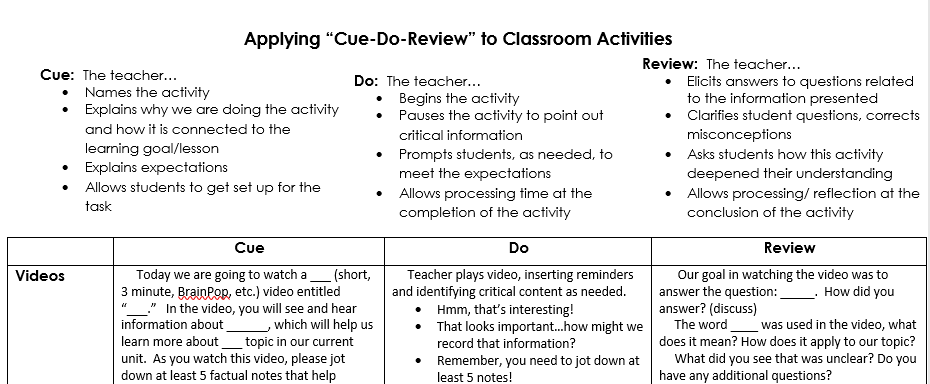 Applying “Cue-Do-Review” to Classroom Activities
Cue: The teacher…
• Names the activity
• Explains why we are doing the activity
and how it is connected to the
learning goal/lesson
• Explains expectations
• Allows students to get set up for the
task
Do: The teacher…
• Begins the activity
• Pauses the activity to point out
critical information
• Prompts students, as needed, to
meet the expectations
• Allows processing time at the
completion of the activity
Review: The teacher…
• Elicits answers to questions related
to the information presented
• Clarifies student questions, corrects
misconceptions
• Asks students how this activity
deepened their understanding
• Allows processing/ reflection at the
conclusion of the activity
Cue
Do
Review
Videos
Today we are going to watch a ___ (short,
3 minute, BrainPop, etc.) video entitled
“___.” In the video, you will see and hear
information about ______, which will help us
learn more about ___ topic in our current
unit. As you watch this video, please jot
down at least 5 factual notes that help
Teacher plays video, inserting reminders
and identifying critical content as needed.
• Hmm, that’s interesting!
• That looks important…how might we
record that information?
• Remember, you need to jot down at
least 5 notes!
Our goal in watching the video was to
answer the question: _____. How did you
answer? (discuss)
The word ____ was used in the video, what
does it mean? How does it apply to our topic?
What did you see that was unclear? Do you
have any additional questions?